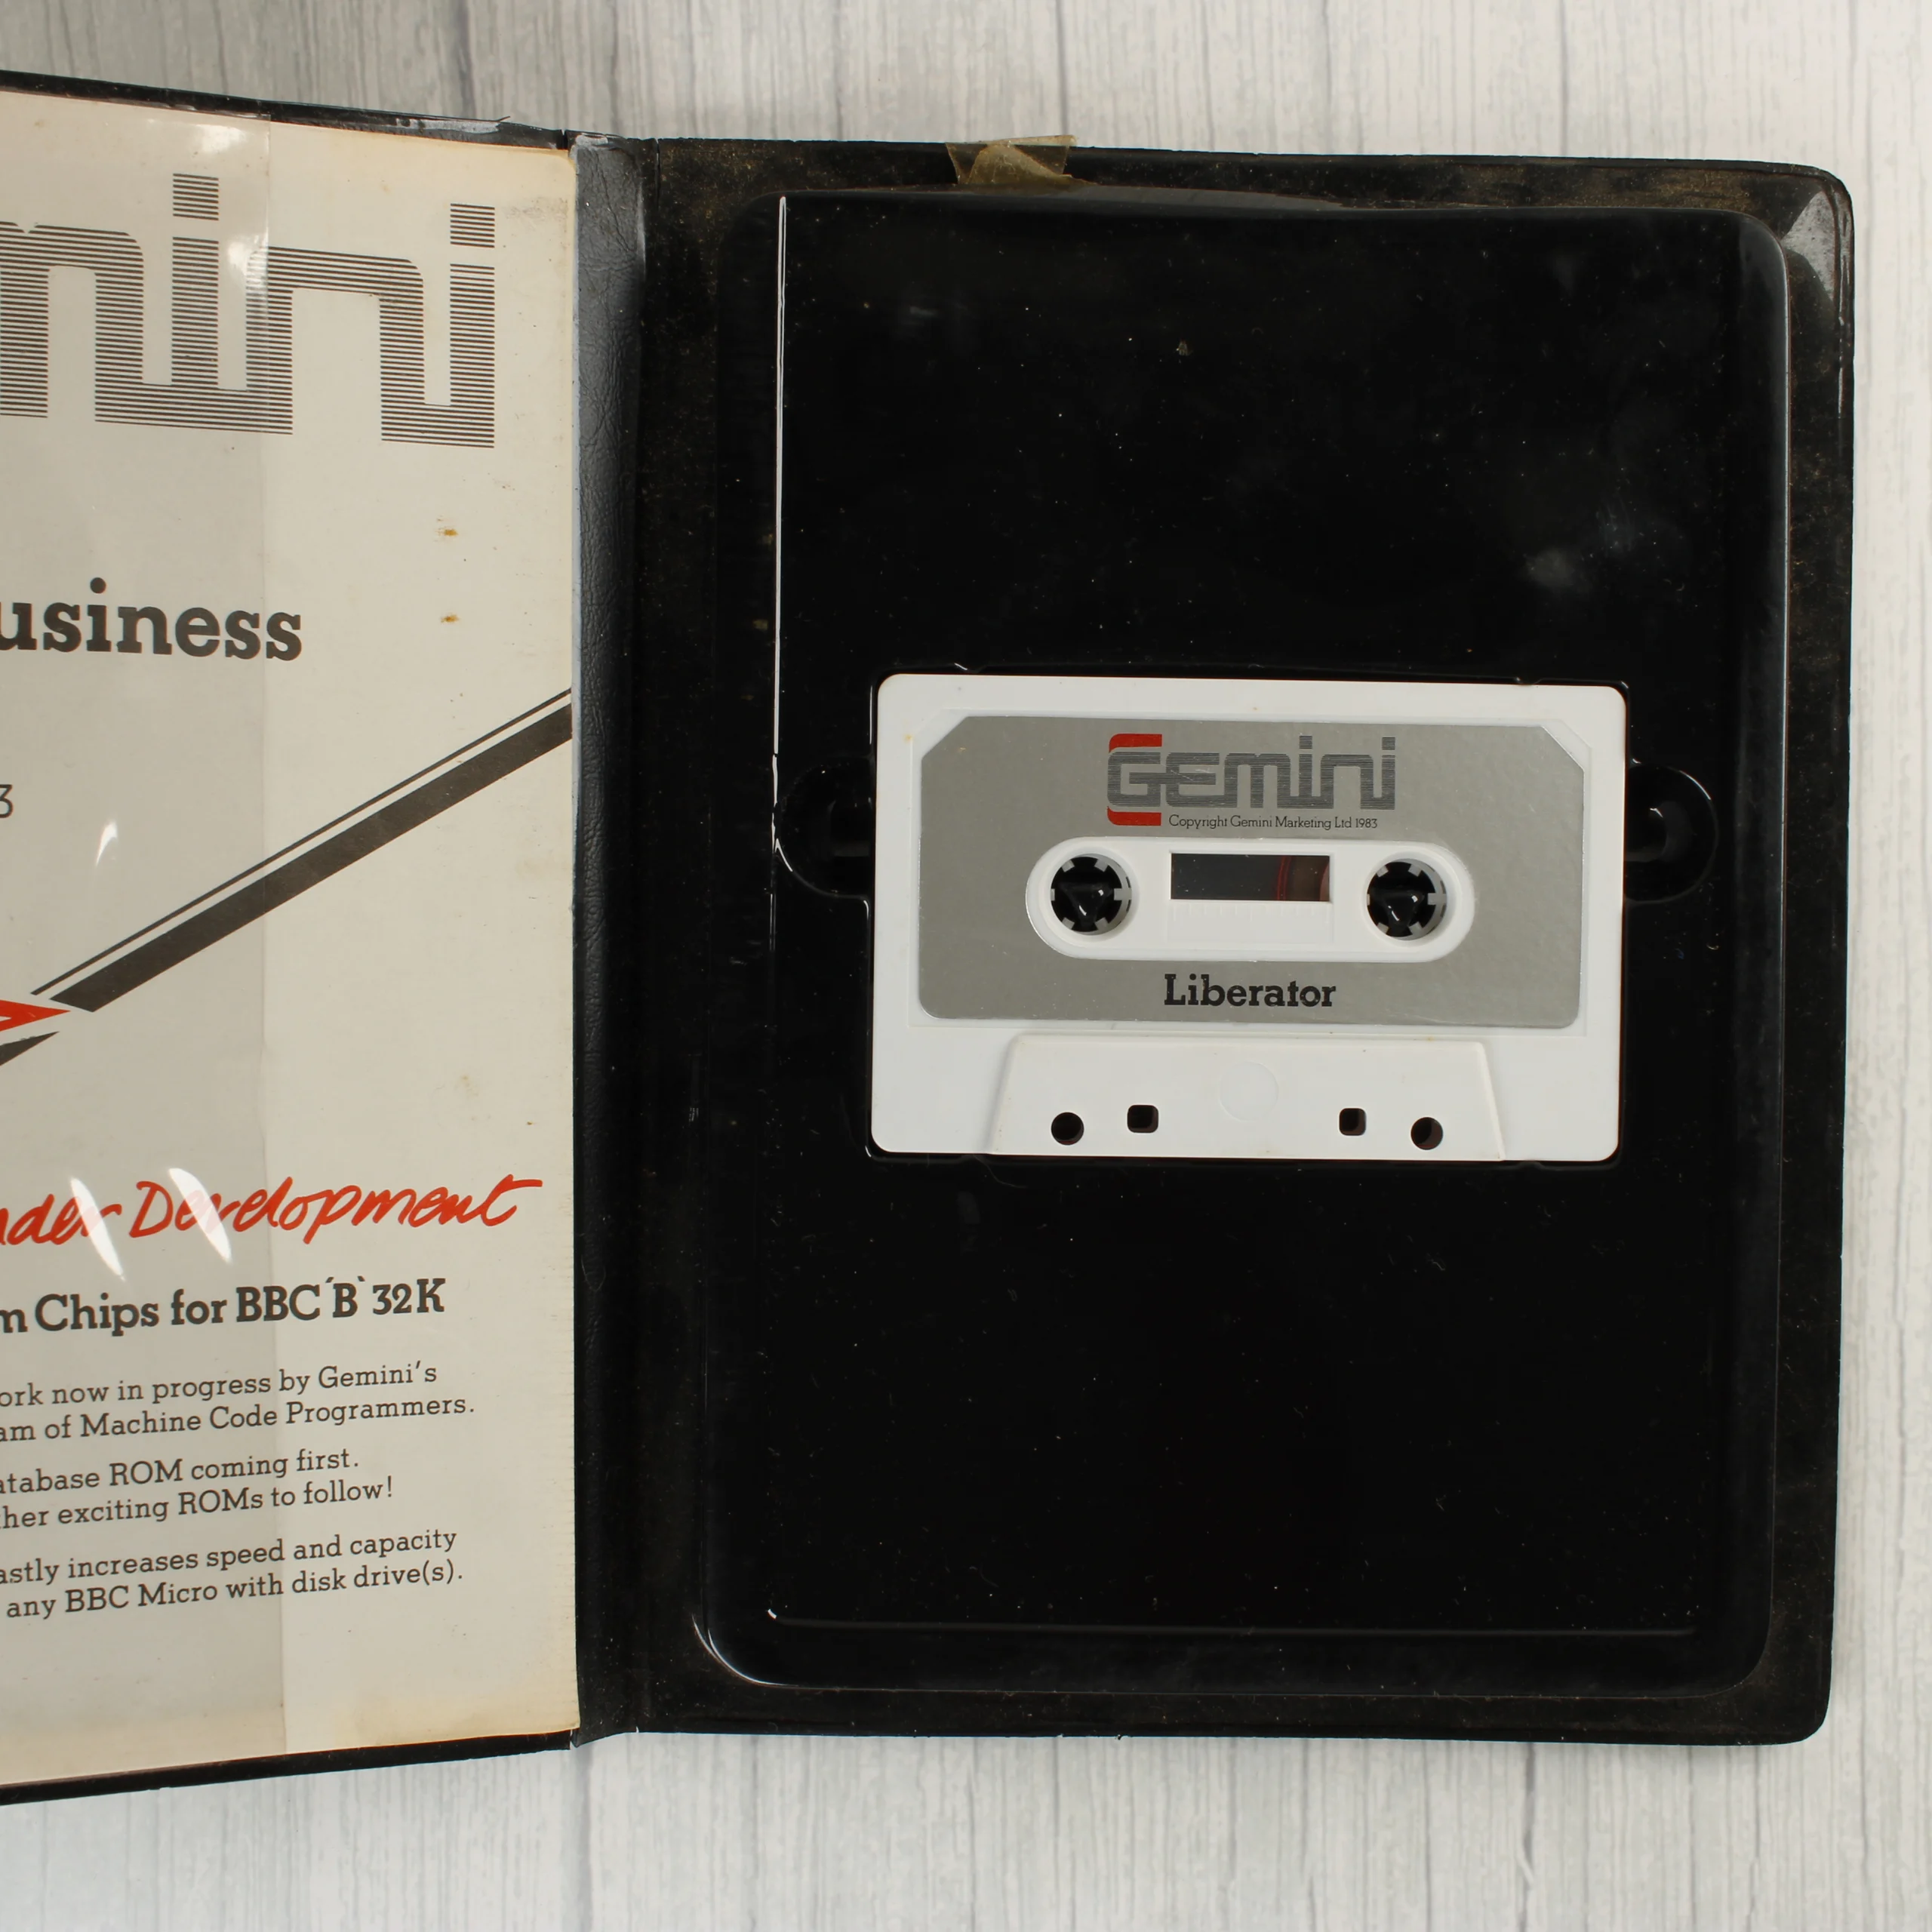 mini
usiness
3
nder Development
m Chips for BBC ´B` 32K
ork now in progress by Gemini's
am of Machine Code Programmers.
atabase ROM coming first.
ther exciting ROMs to follow!
astly increases speed and capacity
any BBC Micro with disk drive(s).
Gemini
Copyright Gemini Marketing Ltd 1983
Liberator